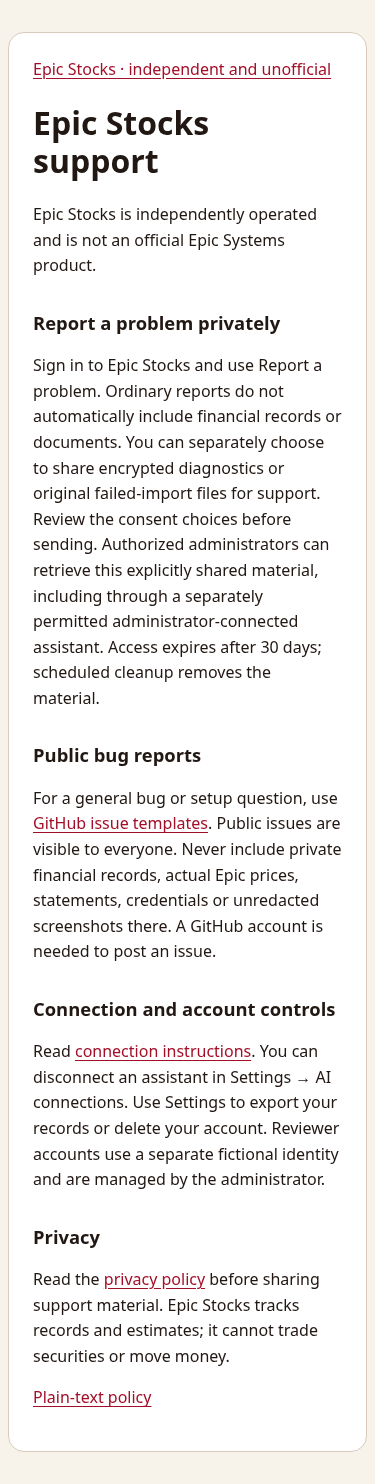 Epic Stocks · independent and unofficial
Epic Stocks
support
Epic Stocks is independently operated
and is not an official Epic Systems
product.
Report a problem privately
Sign in to Epic Stocks and use Report a
problem. Ordinary reports do not
automatically include financial records or
documents. You can separately choose
to share encrypted diagnostics or
original failed-import files for support.
Review the consent choices before
sending. Authorized administrators can
retrieve this explicitly shared material,
including through a separately
permitted administrator-connected
assistant. Access expires after 30 days;
scheduled cleanup removes the
material.
Public bug reports
For a general bug or setup question, use
GitHub issue templates. Public issues are
visible to everyone. Never include private
financial records, actual Epic prices,
statements, credentials or unredacted
screenshots there. A GitHub account is
needed to post an issue.
Connection and account controls
Read connection instructions. You can
disconnect an assistant in Settings → AI
connections. Use Settings to export your
records or delete your account. Reviewer
accounts use a separate fictional identity
and are managed by the administrator.
Privacy
Read the privacy policy before sharing
support material. Epic Stocks tracks
records and estimates; it cannot trade
securities or move money.
Plain-text policy